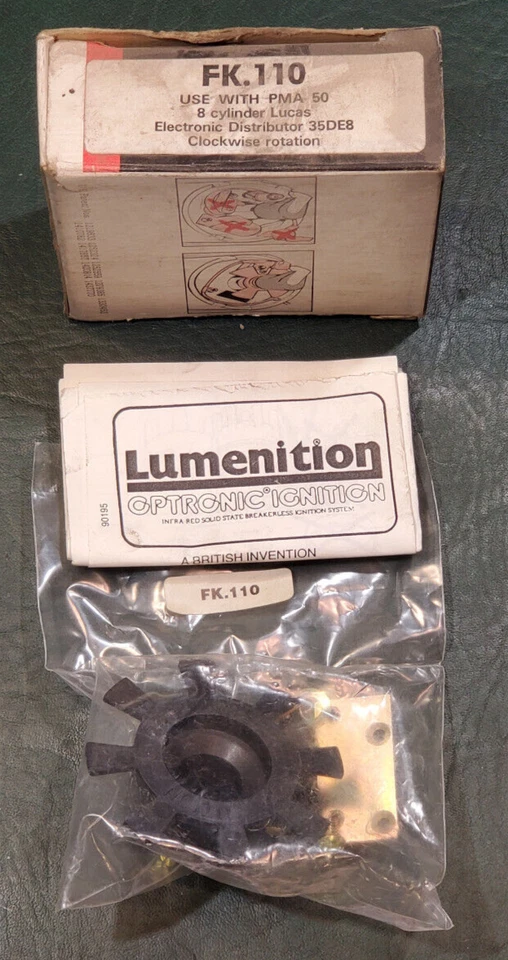 FK.110
USE WITH PMA 50
8 cylinder Lucas
Electronic Distributor 35DE8
Clockwise rotation
Lumenition
OPTRONIC® IGNITION
INFRA RED SOLID STATE BREAKERLESS IGNITION SYSTEM
90195
A BRITISH INVENTION
FK.110